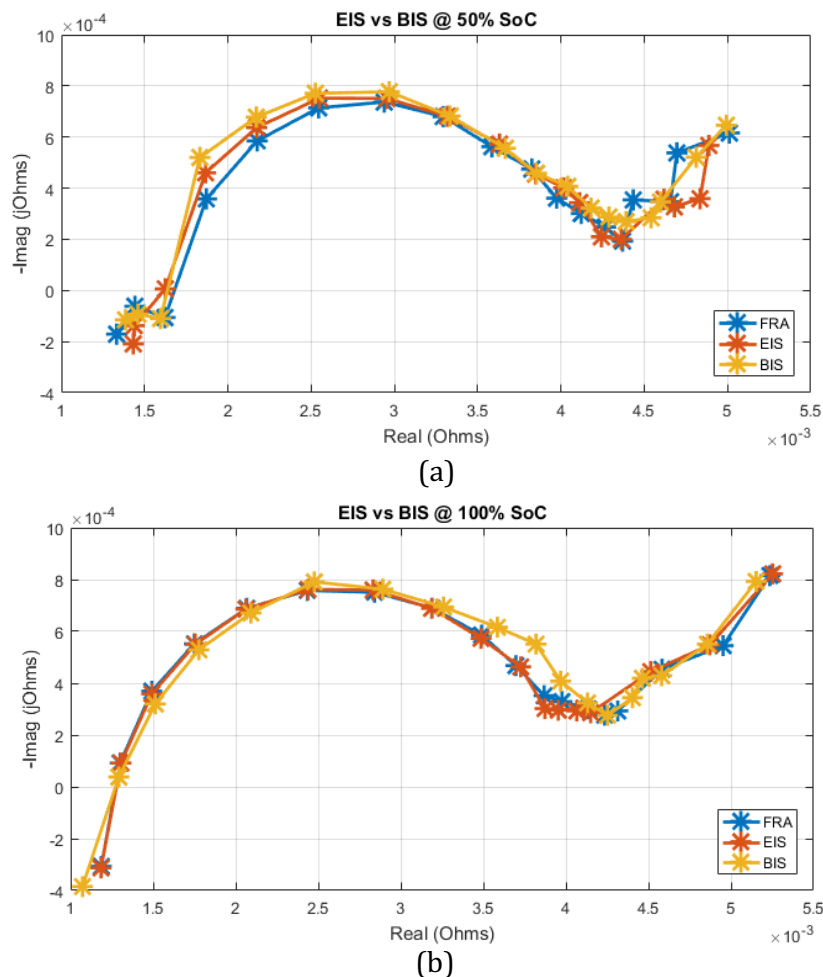 EIS vs BIS @ 50% SoC
×10⁻⁴
10
8
6
4
2
0
-2
-4
-Imag (jOhms)
1 1.5 2 2.5 3 3.5 4 4.5 5 5.5
Real (Ohms)
×10⁻³
FRA
EIS
BIS
(a)
EIS vs BIS @ 100% SoC
×10⁻⁴
10
8
6
4
2
0
-2
-4
-Imag (jOhms)
1 1.5 2 2.5 3 3.5 4 4.5 5 5.5
Real (Ohms)
×10⁻³
FRA
EIS
BIS
(b)